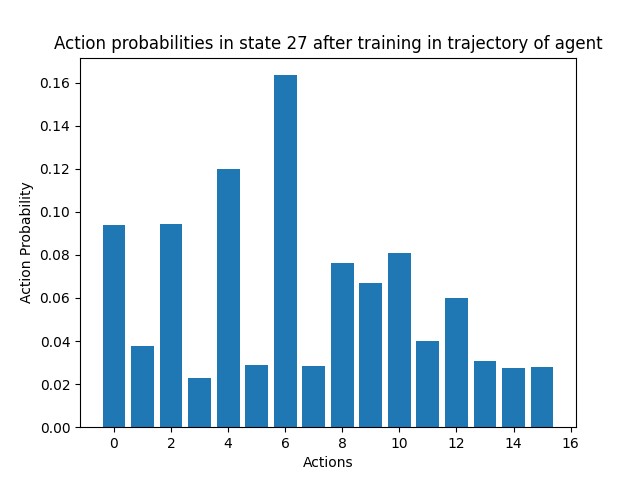 Action probabilities in state 27 after training in trajectory of agent
0.16
0.14
0.12
0.10
0.08
0.06
0.04
0.02
0.00
Action Probability
0 2 4 6 8 10 12 14 16
Actions